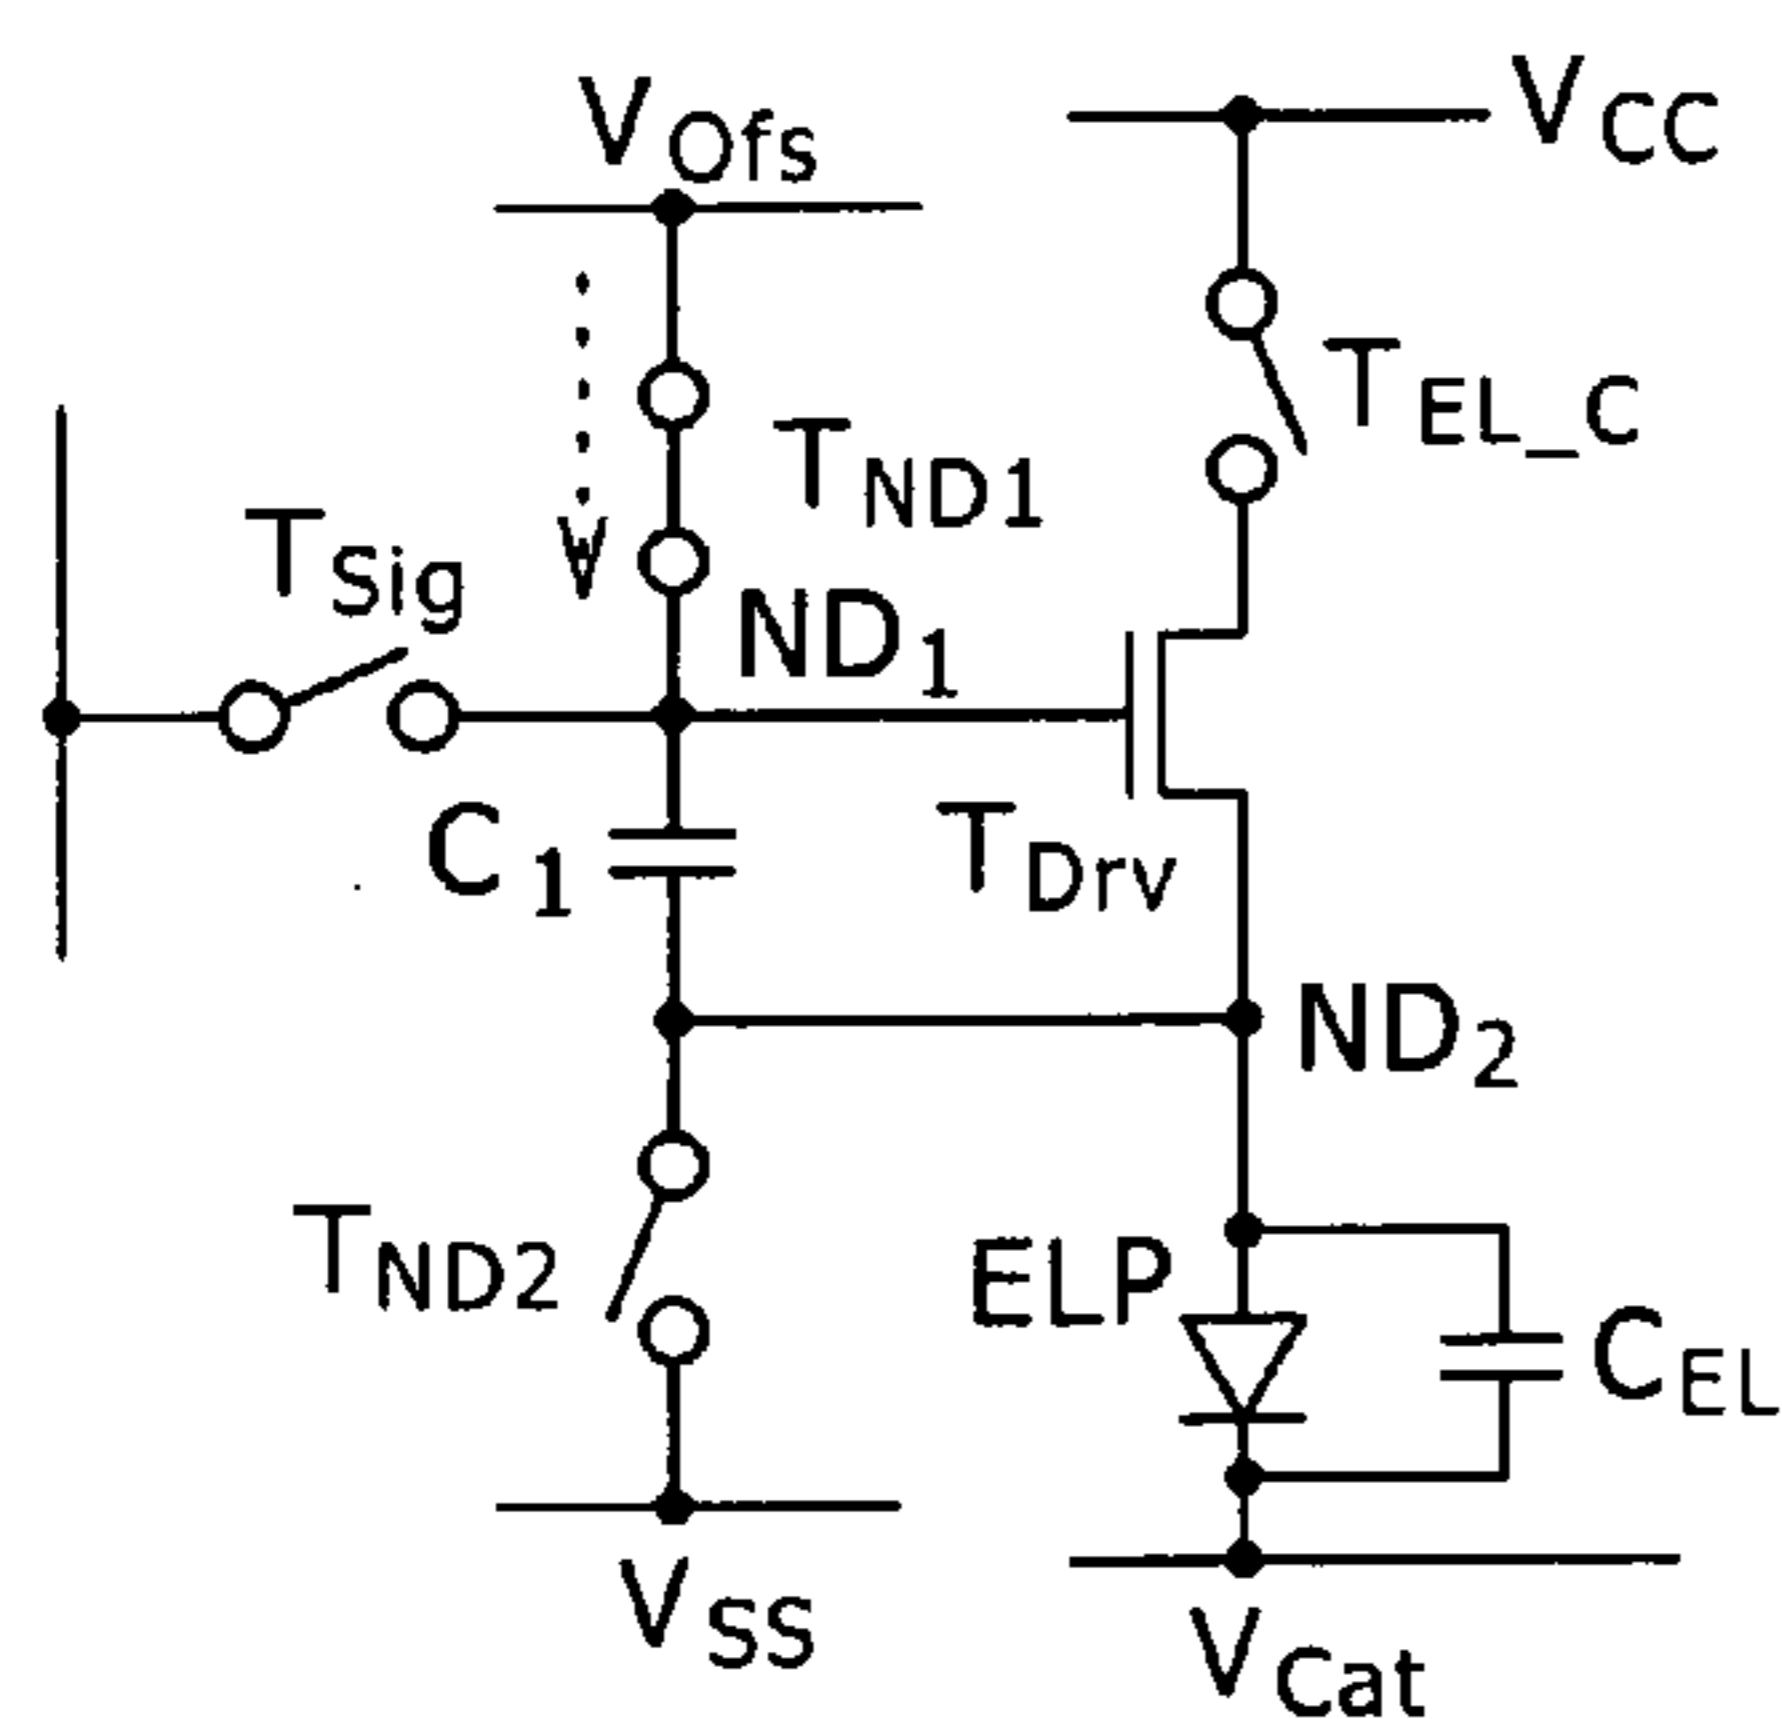 V_Ofs
V_CC
T_EL_C
T_ND1
T_Sig
ND_1
C_1
T_Drv
ND_2
T_ND2
ELP
C_EL
V_SS
V_Cat